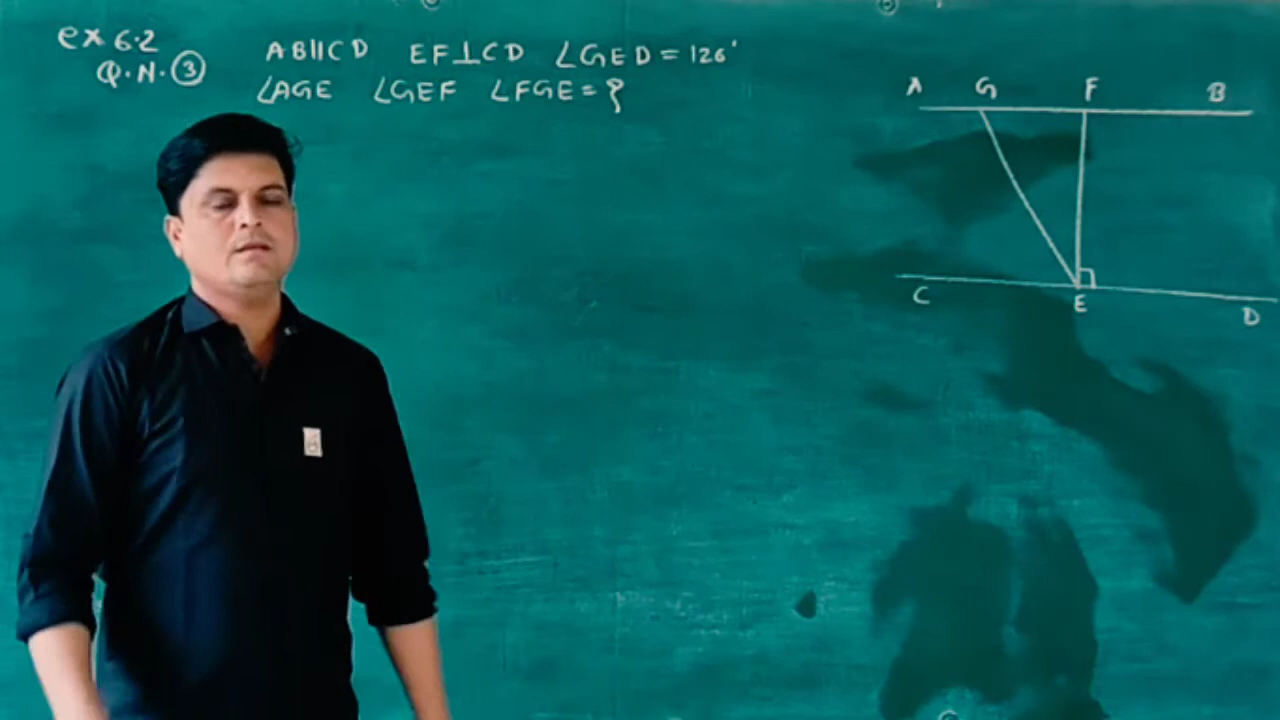 ex 6.2
Q.N.③
AB||CD EF⊥CD ∠GED = 126°
∠AGE ∠GEF ∠FGE = ?
A G F B
C E D